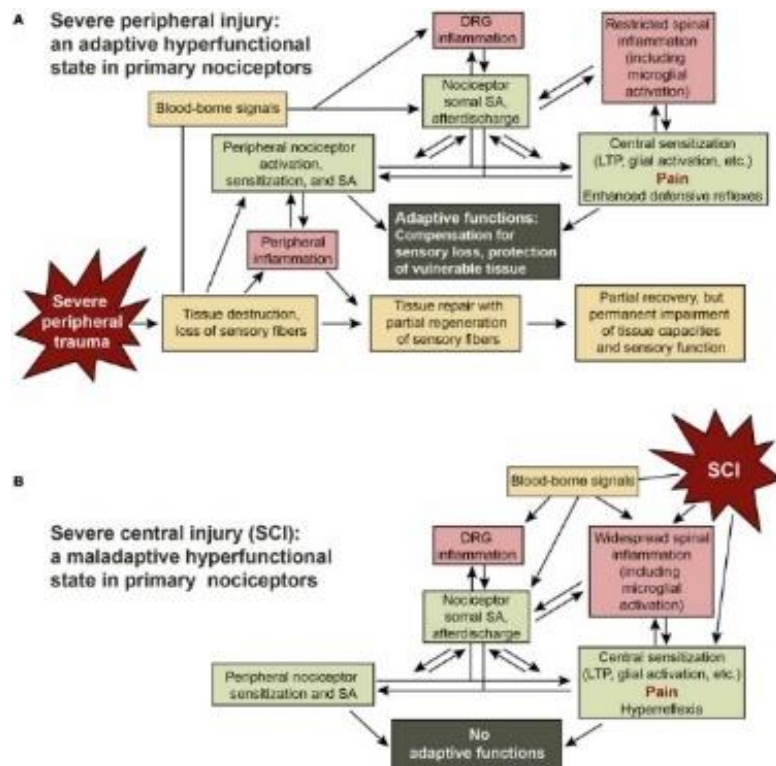 A
Severe peripheral injury:
an adaptive hyperfunctional
state in primary nociceptors
DRG
inflammation
Restricted spinal
inflammation
(including
microglial
activation)
Blood-borne signals
Nociceptor
somal SA,
afterdischarge
Peripheral nociceptor
activation,
sensitization, and SA
Central sensitization
(LTP, glial activation, etc.)
Pain
Enhanced defensive reflexes
Adaptive functions:
Compensation for
sensory loss, protection
of vulnerable tissue
Peripheral
inflammation
Severe
peripheral
trauma
Tissue destruction,
loss of sensory fibers
Tissue repair with
partial regeneration
of sensory fibers
Partial recovery, but
permanent impairment
of tissue capacities
and sensory function
B
SCI
Blood-borne signals
Severe central injury (SCI):
a maladaptive hyperfunctional
state in primary nociceptors
DRG
inflammation
Widespread spinal
inflammation
(including
microglial
activation)
Nociceptor
somal SA,
afterdischarge
Peripheral nociceptor
sensitization and SA
Central sensitization
(LTP, glial activation, etc.)
Pain
Hyperreflexis
No
adaptive functions